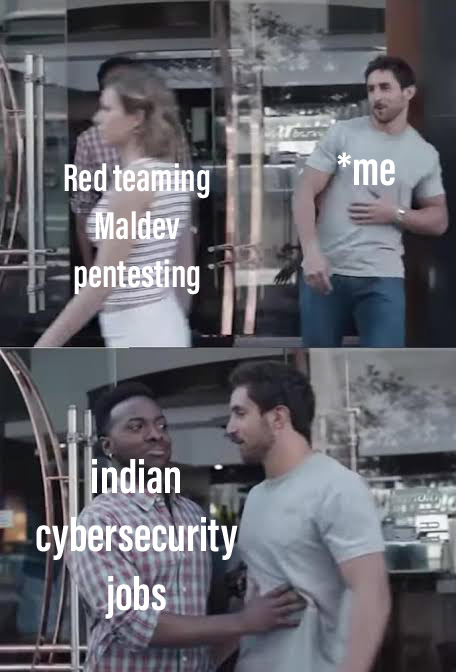 Red teaming
*me
Maldev
pentesting
indian
cybersecurity
jobs